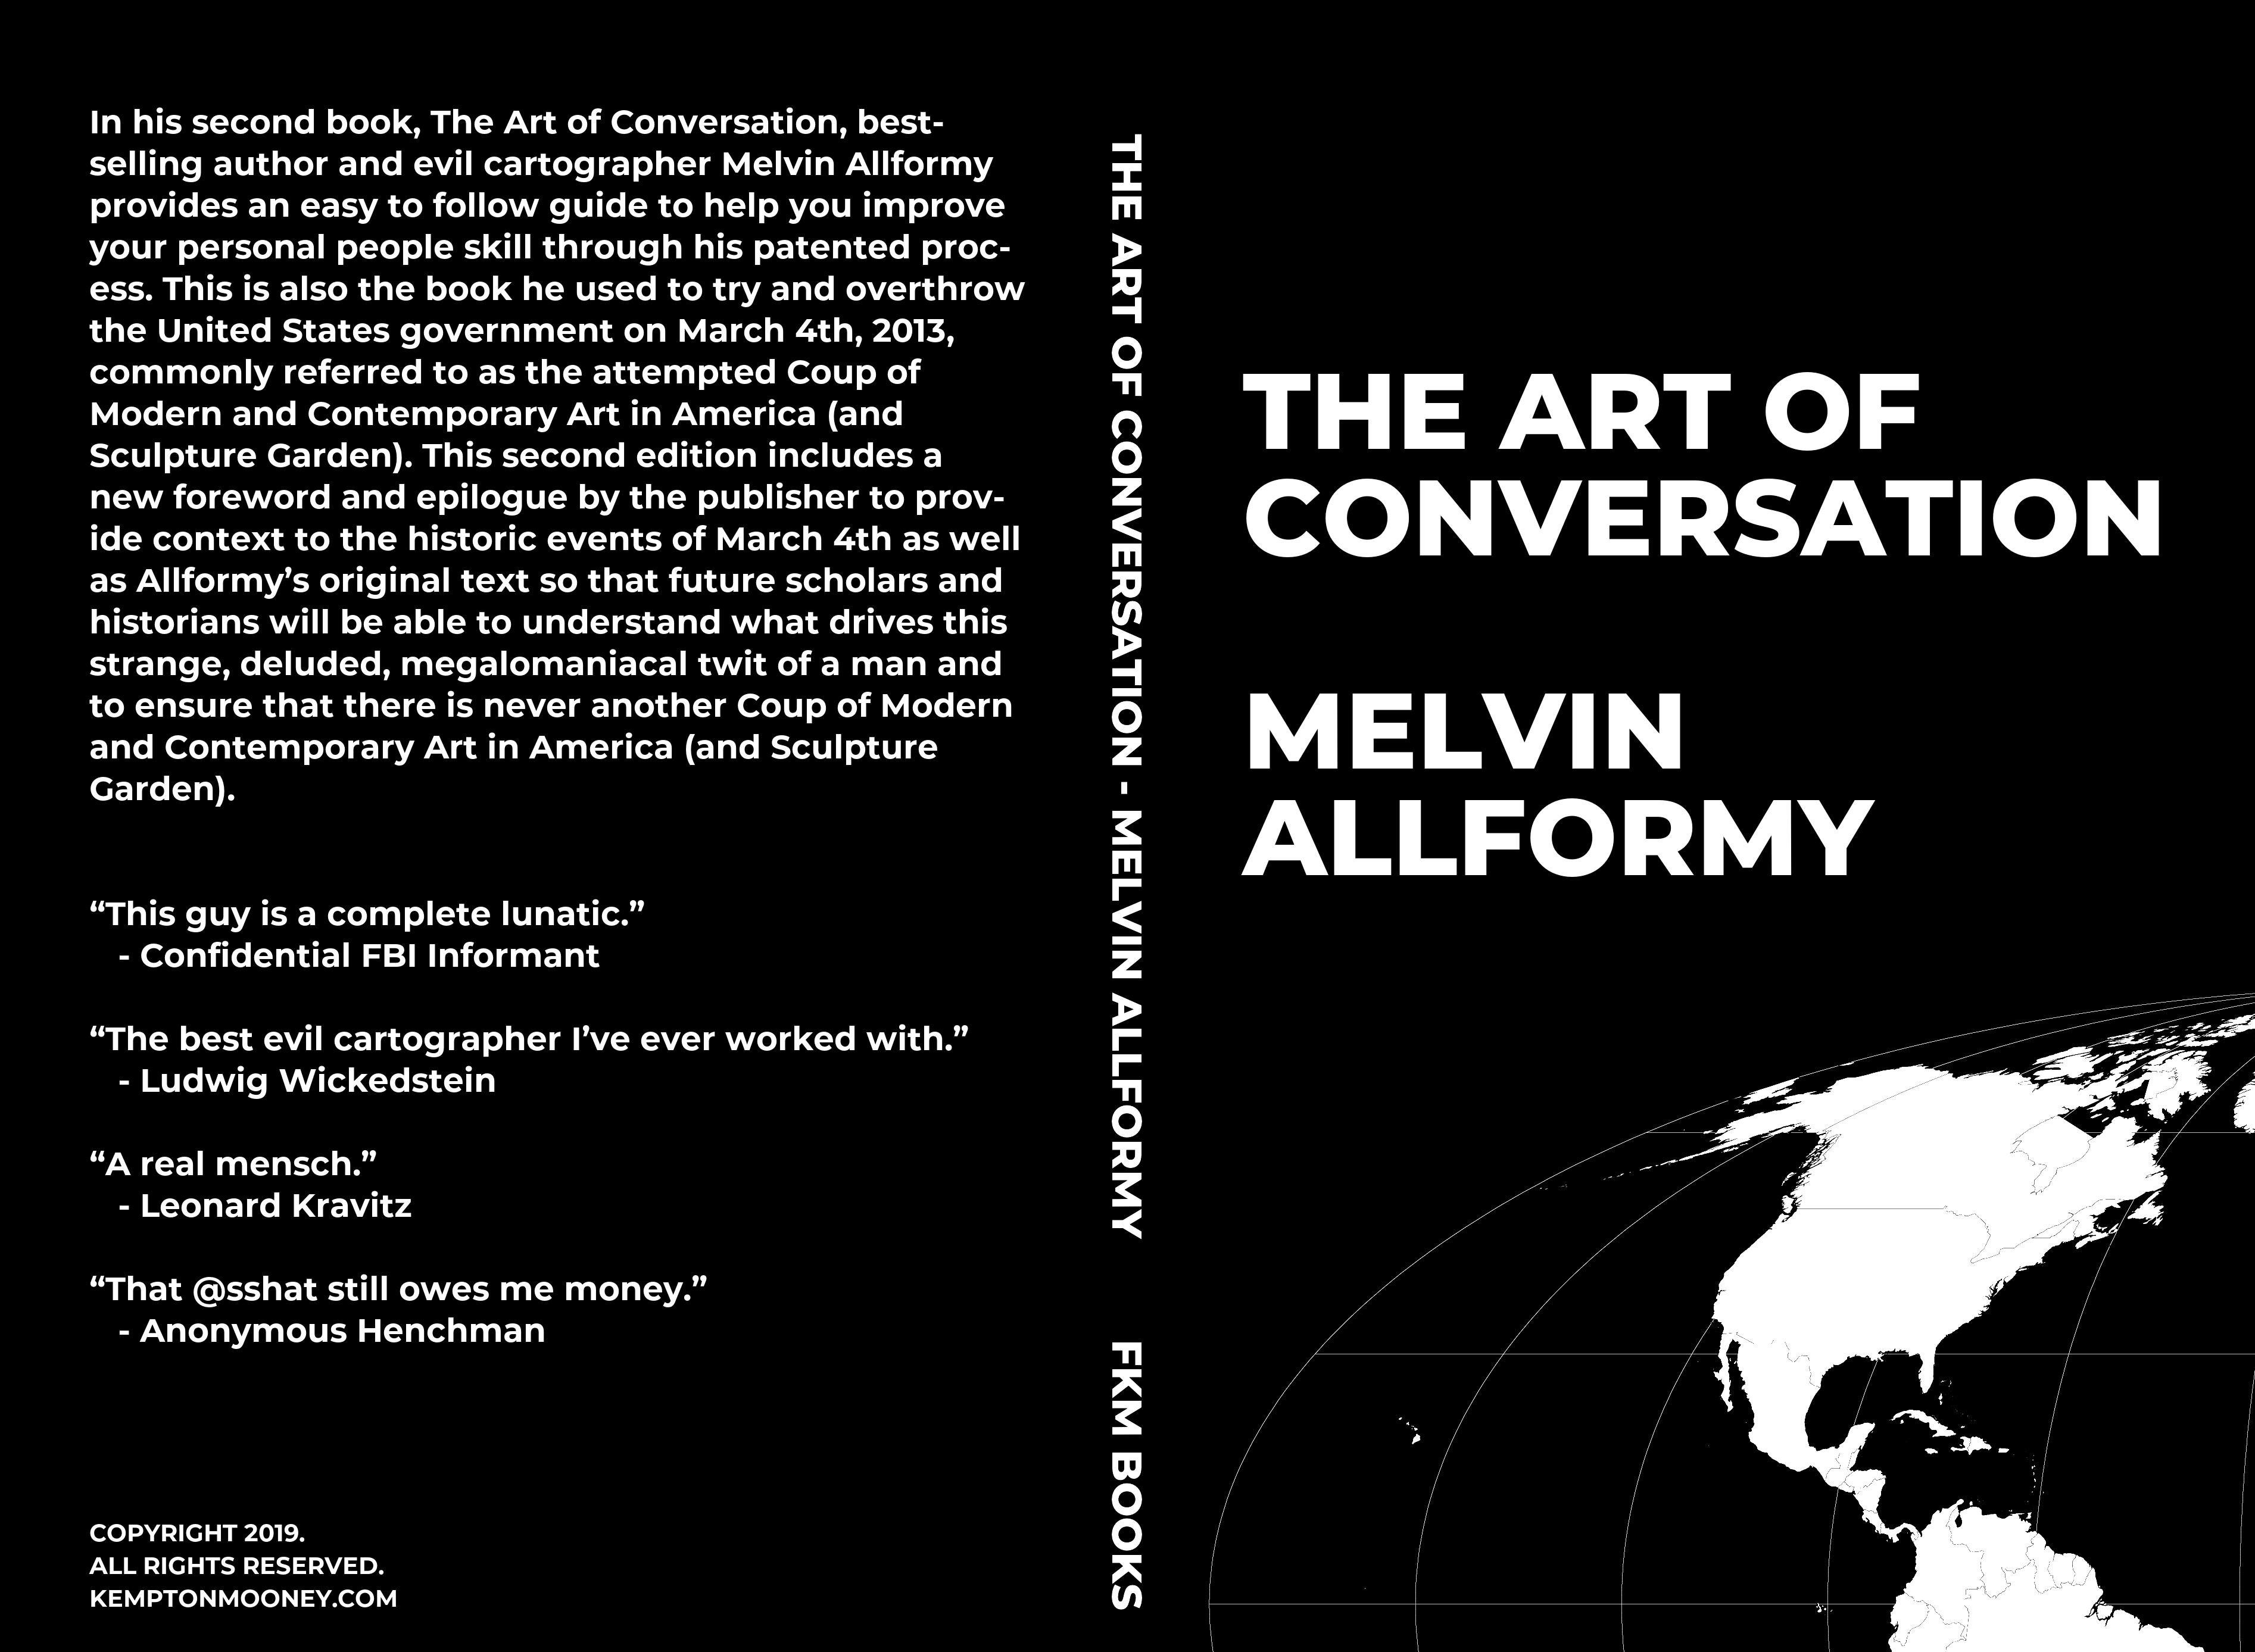 In his second book, The Art of Conversation, best-
selling author and evil cartographer Melvin Allformy
provides an easy to follow guide to help you improve
your personal people skill through his patented proc-
ess. This is also the book he used to try and overthrow
the United States government on March 4th, 2013,
commonly referred to as the attempted Coup of
Modern and Contemporary Art in America (and
Sculpture Garden). This second edition includes a
new foreword and epilogue by the publisher to prov-
ide context to the historic events of March 4th as well
as Allformy’s original text so that future scholars and
historians will be able to understand what drives this
strange, deluded, megalomaniacal twit of a man and
to ensure that there is never another Coup of Modern
and Contemporary Art in America (and Sculpture
Garden).
“This guy is a complete lunatic.”
- Confidential FBI Informant
“The best evil cartographer I’ve ever worked with.”
- Ludwig Wickedstein
“A real mensch.”
- Leonard Kravitz
“That @sshat still owes me money.”
- Anonymous Henchman
COPYRIGHT 2019.
ALL RIGHTS RESERVED.
KEMPTONMOONEY.COM
THE ART OF CONVERSATION - MELVIN ALLFORMY FKM BOOKS
THE ART OF
CONVERSATION
MELVIN
ALLFORMY